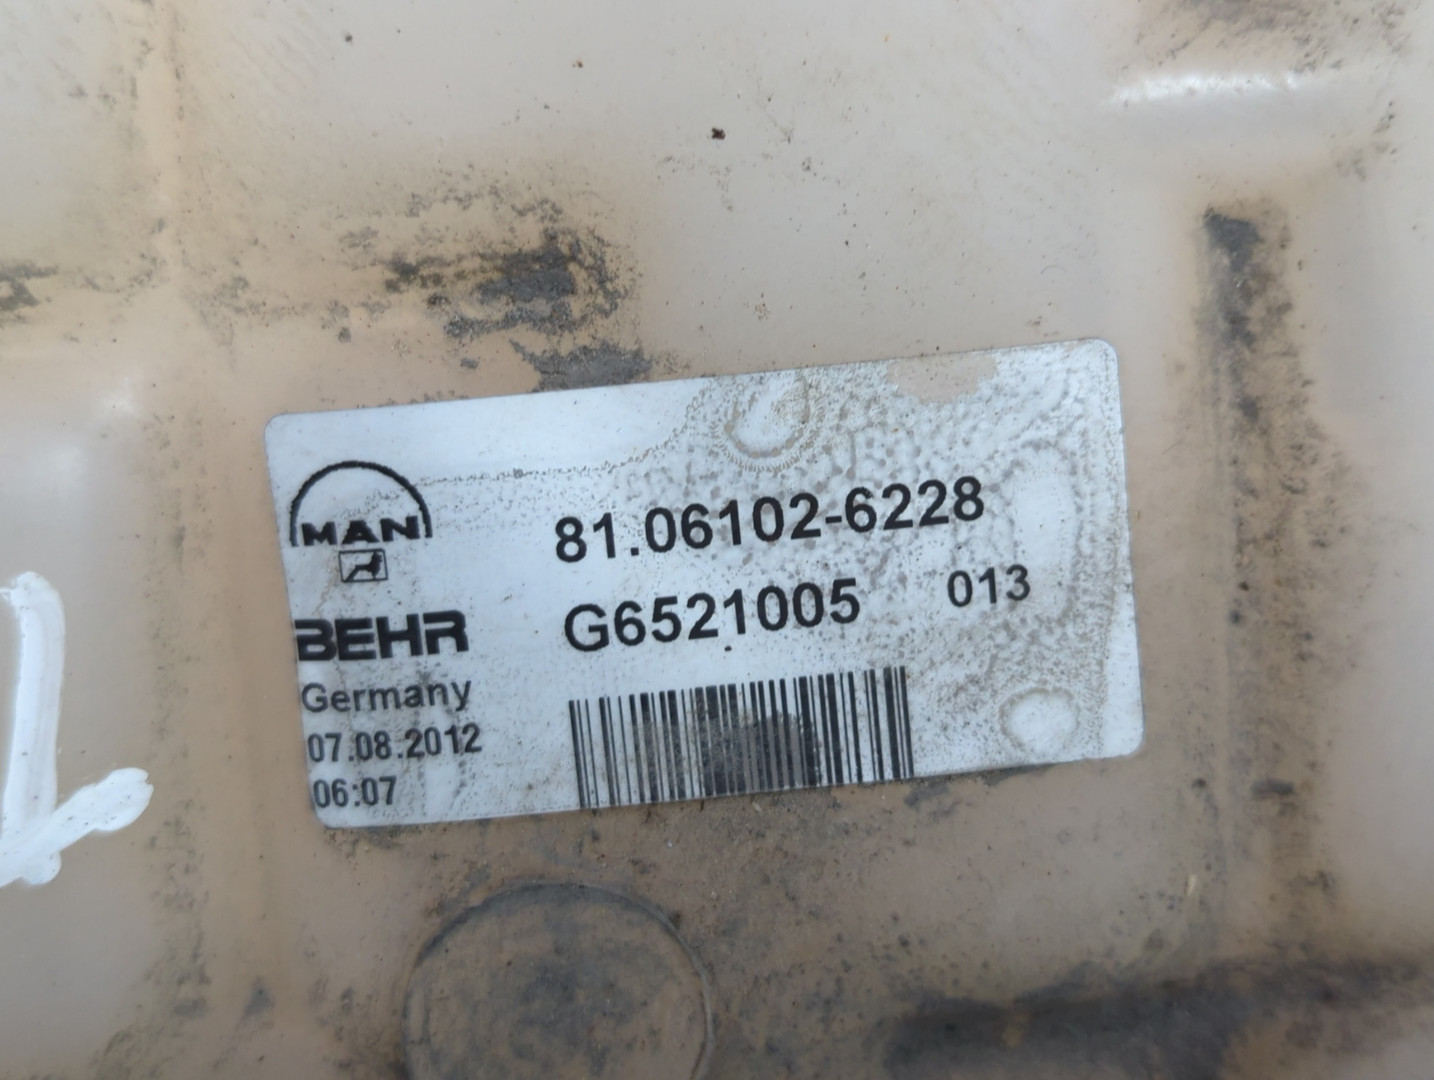 MAN
81.06102-6228
BEHR
G6521005 013
Germany
07.08.2012
06:07